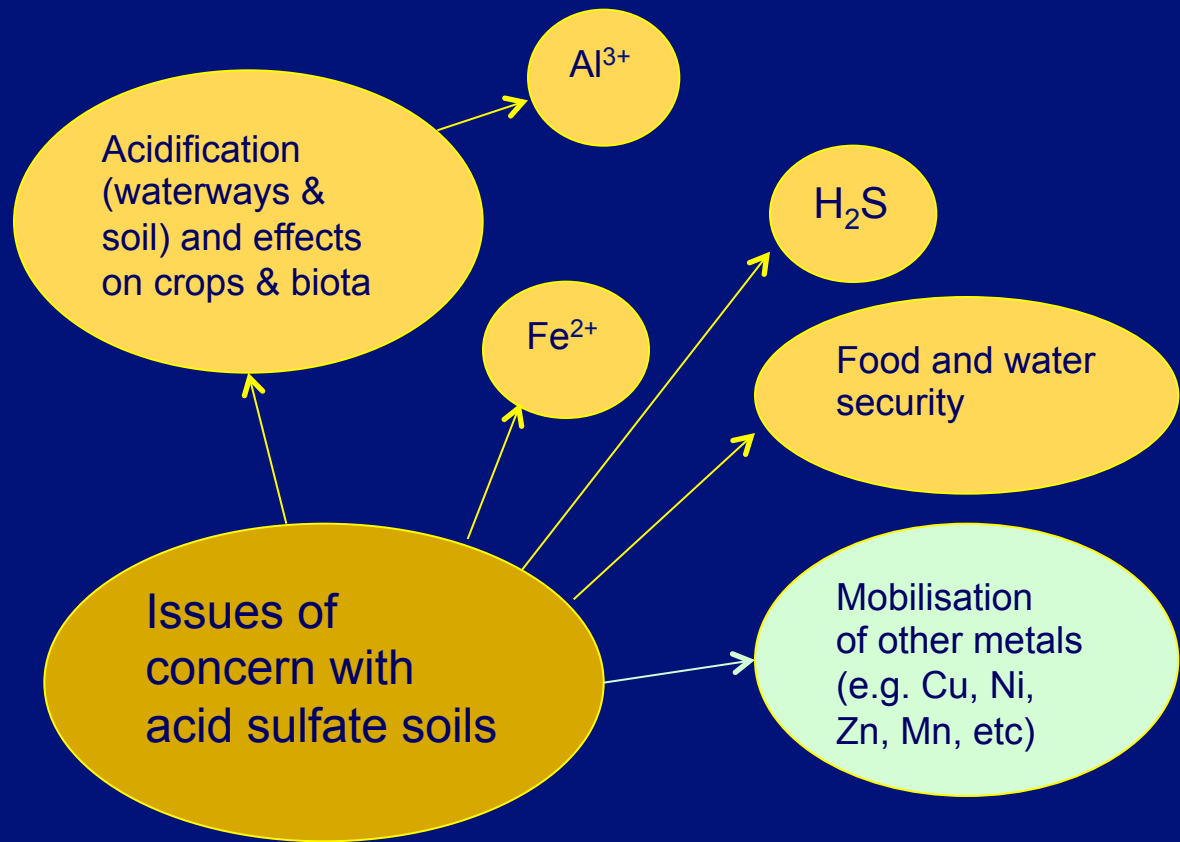 Al³⁺
Acidification
(waterways &
soil) and effects
on crops & biota
H₂S
Fe²⁺
Food and water
security
Issues of
concern with
acid sulfate soils
Mobilisation
of other metals
(e.g. Cu, Ni,
Zn, Mn, etc)